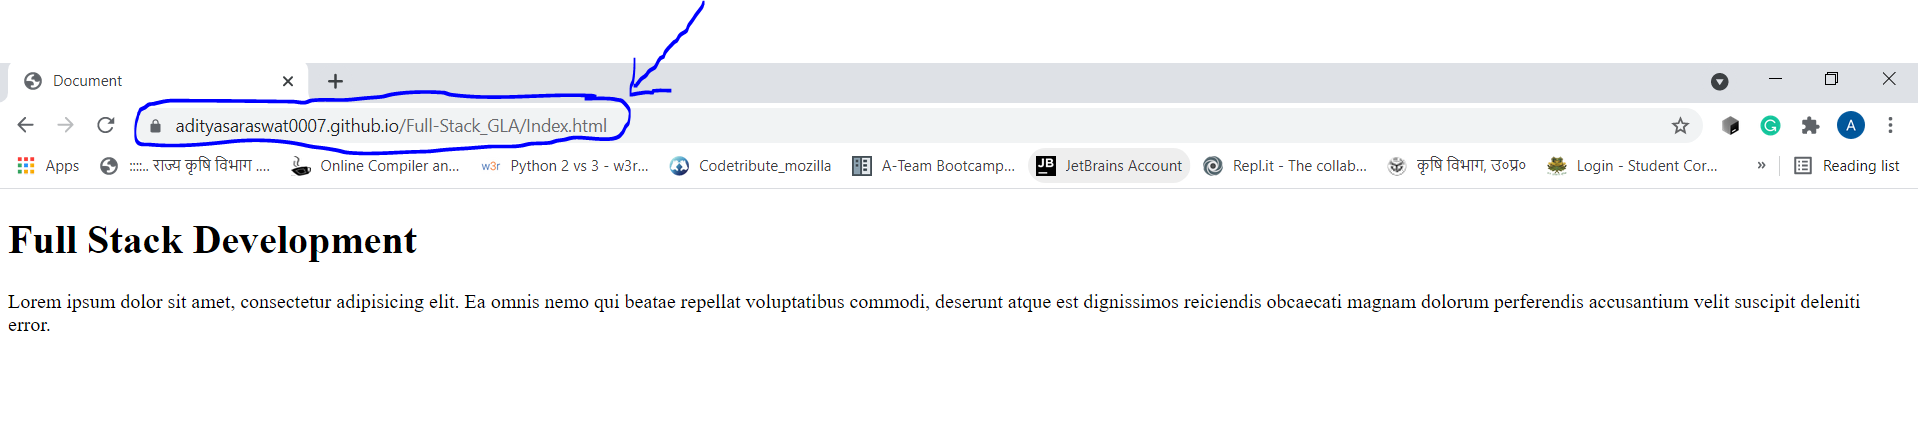 Document
adityasaraswat0007.github.io/Full-Stack_GLA/Index.html
A
Apps
::::.. राज्य कृषि विभाग ....
Online Compiler an...
w3r
Python 2 vs 3 - w3r...
Codetribute_mozilla
A-Team Bootcamp...
JB
JetBrains Account
Repl.it - The collab...
कृषि विभाग, उ०प्र०
Login - Student Cor...
»
Reading list
Full Stack Development
Lorem ipsum dolor sit amet, consectetur adipisicing elit. Ea omnis nemo qui beatae repellat voluptatibus commodi, deserunt atque est dignissimos reiciendis obcaecati magnam dolorum perferendis accusantium velit suscipit deleniti
error.